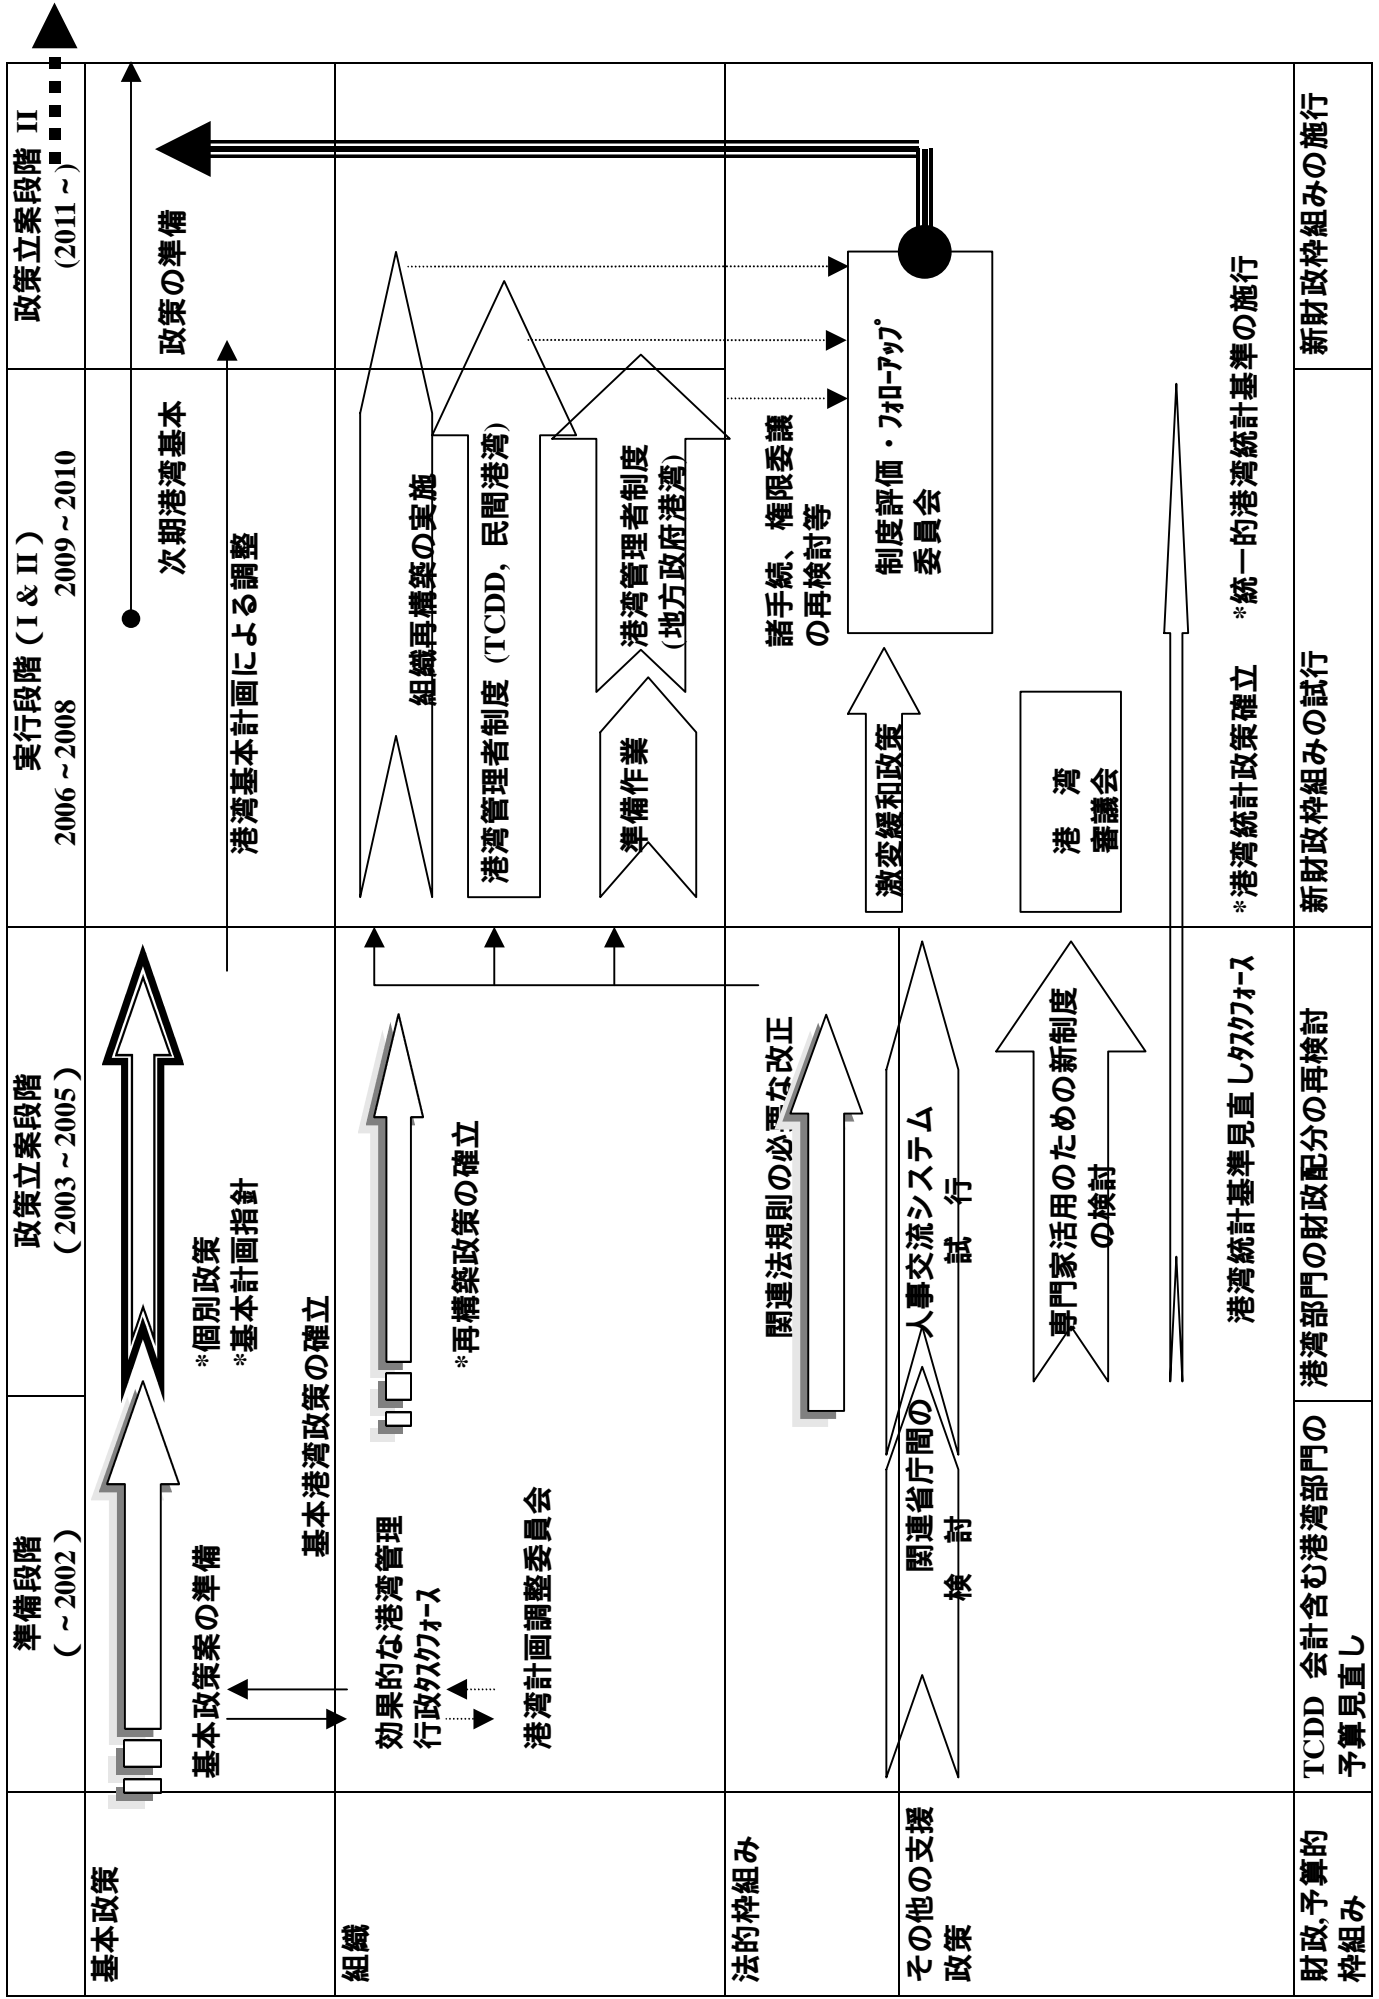 準備段階
( ~2002 )
政策立案段階
( 2003~2005 )
実行段階 ( I & II )
2006~2008
2009~2010
政策立案段階 II
(2011~)
基本政策
基本政策案の準備
*個別政策
*基本計画指針
基本港湾政策の確立
港湾基本計画による調整
次期港湾基本
政策の準備
組織
効果的な港湾管理
行政ﾀｽｸﾌｫｰｽ
港湾計画調整委員会
*再構築政策の確立
組織再構築の実施
港湾管理者制度 (TCDD, 民間港湾)
準備作業
港湾管理者制度
(地方政府港湾)
法的枠組み
関連法規則の必要な改正
諸手続、権限委譲
の再検討等
激変緩和政策
制度評価・ﾌｫﾛｰｱｯﾌﾟ
委員会
その他の支援
政策
関連省庁間の
検 討
人事交流システム
試 行
専門家活用のための新制度
の検討
港 湾
審議会
港湾統計基準見直しﾀｽｸﾌｫｰｽ
*港湾統計政策確立
*統一的港湾統計基準の施行
財政,予算的
枠組み
TCDD 会計含む港湾部門の
予算見直し
港湾部門の財政配分の再検討
新財政枠組みの試行
新財政枠組みの施行